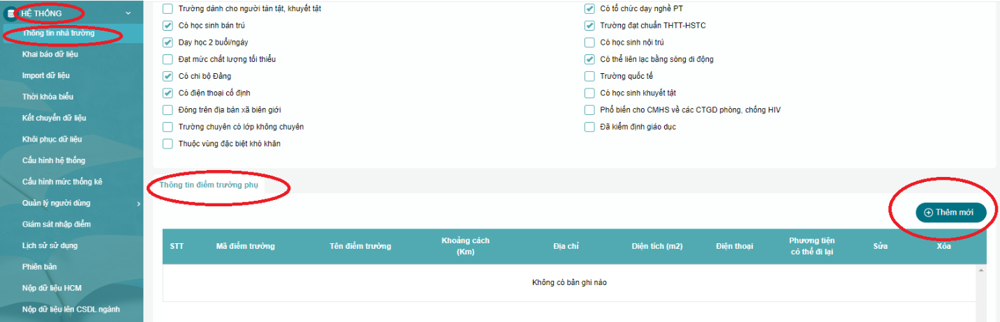 HỆ THỐNG
Thông tin nhà trường
Khai báo dữ liệu
Import dữ liệu
Thời khóa biểu
Kết chuyển dữ liệu
Khôi phục dữ liệu
Cấu hình hệ thống
Cấu hình mức thống kê
Quản lý người dùng
Giám sát nhập điểm
Lịch sử sử dụng
Phiên bản
Nộp dữ liệu HCM
Nộp dữ liệu lên CSDL ngành
Trường dành cho người tàn tật, khuyết tật
Có học sinh bán trú
Dạy học 2 buổi/ngày
Đạt mức chất lượng tối thiểu
Có chi bộ Đảng
Có điện thoại cố định
Đóng trên địa bàn xã biên giới
Trường chuyên có lớp không chuyên
Thuộc vùng đặc biệt khó khăn
Có tổ chức dạy nghề PT
Trường đạt chuẩn THTT-HSTC
Có học sinh nội trú
Có thể liên lạc bằng sóng di động
Trường quốc tế
Có học sinh khuyết tật
Phổ biến cho CMHS về các CTGD phòng, chống HIV
Đã kiểm định giáo dục
Thông tin điểm trường phụ
Thêm mới
STT Mã điểm trường Tên điểm trường Khoảng cách (Km) Địa chỉ Diện tích (m2) Điện thoại Phương tiện có thể đi lại Sửa Xóa
Không có bản ghi nào